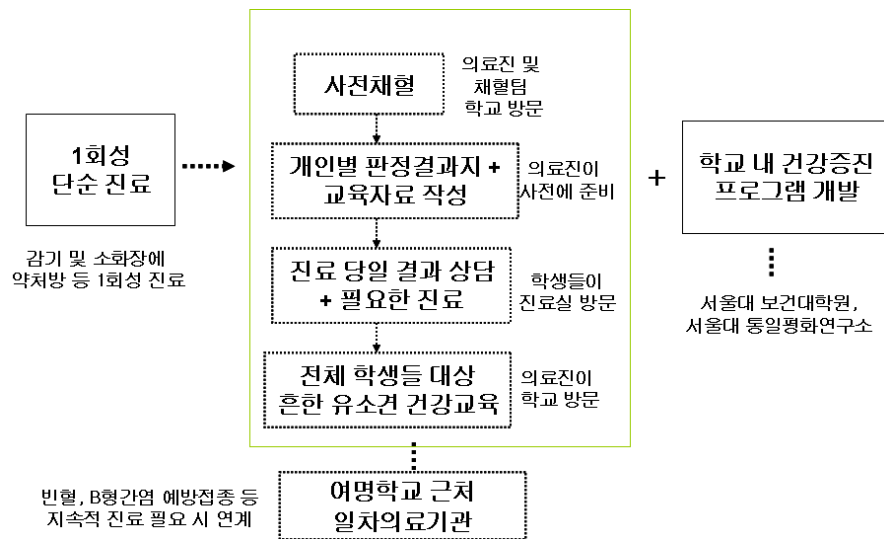 1회성
단순 진료
감기 및 소화장에
약처방 등 1회성 진료
사전채혈
의료진 및
채혈팀
학교 방문
개인별 판정결과지 +
교육자료 작성
의료진이
사전에 준비
진료 당일 결과 상담
+ 필요한 진료
학생들이
진료실 방문
전체 학생들 대상
흔한 유소견 건강교육
의료진이
학교 방문
+
학교 내 건강증진
프로그램 개발
서울대 보건대학원,
서울대 통일평화연구소
빈혈, B형간염 예방접종 등
지속적 진료 필요 시 연계
여명학교 근처
일차의료기관